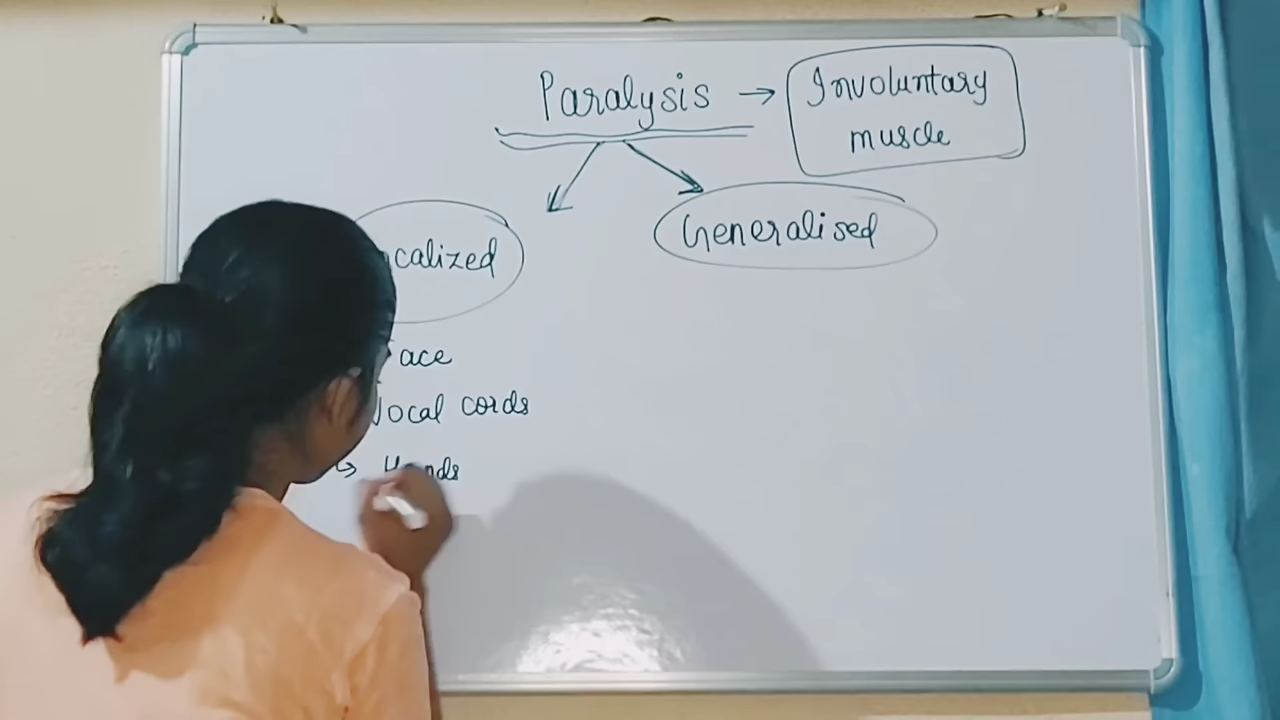 Paralysis → Involuntary
muscle
calized
Generalised
ace
Vocal cords
→